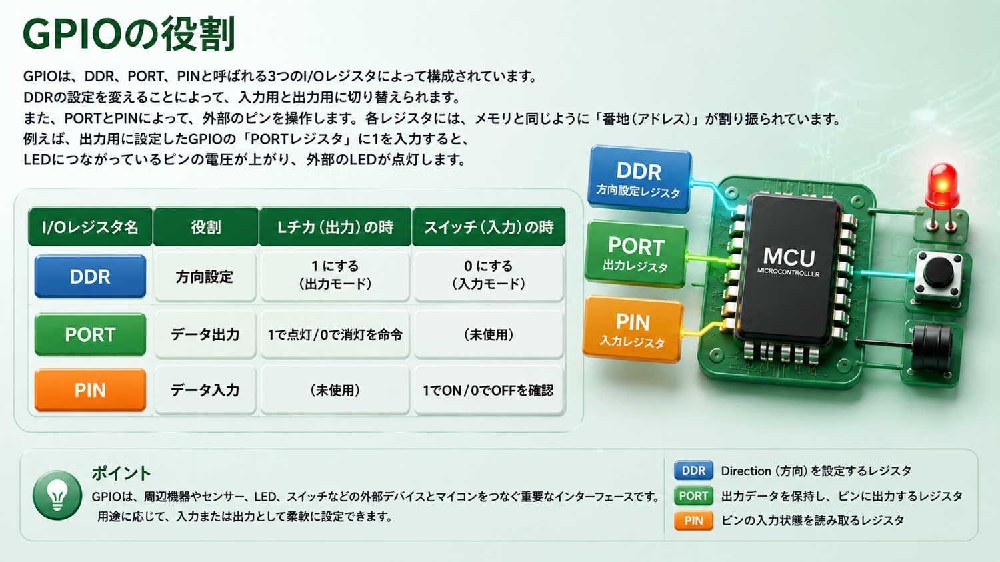 GPIOの役割
GPIOは、DDR、PORT、PINと呼ばれる3つのI/Oレジスタによって構成されています。
DDRの設定を変えることによって、入力用と出力用に切り替えられます。
また、PORTとPINによって、外部のピンを操作します。各レジスタには、メモリと同じように「番地(アドレス)」が割り振られています。
例えば、出力用に設定したGPIOの「PORTレジスタ」に1を入力すると、
LEDにつながっているピンの電圧が上がり、外部のLEDが点灯します。
I/Oレジスタ名 役割 Lチカ(出力)の時 スイッチ(入力)の時
DDR 方向設定 1 にする 0 にする
(出力モード) (入力モード)
PORT データ出力 1で点灯/0で消灯を命令 (未使用)
PIN データ入力 (未使用) 1でON/0でOFFを確認
DDR
方向設定レジスタ
PORT
出力レジスタ
PIN
入力レジスタ
MCU
MICROCONTROLLER
ポイント
GPIOは、周辺機器やセンサー、LED、スイッチなどの外部デバイスとマイコンをつなぐ重要なインターフェースです。
用途に応じて、入力または出力として柔軟に設定できます。
DDR Direction(方向)を設定するレジスタ
PORT 出力データを保持し、ピンに出力するレジスタ
PIN ピンの入力状態を読み取るレジスタ